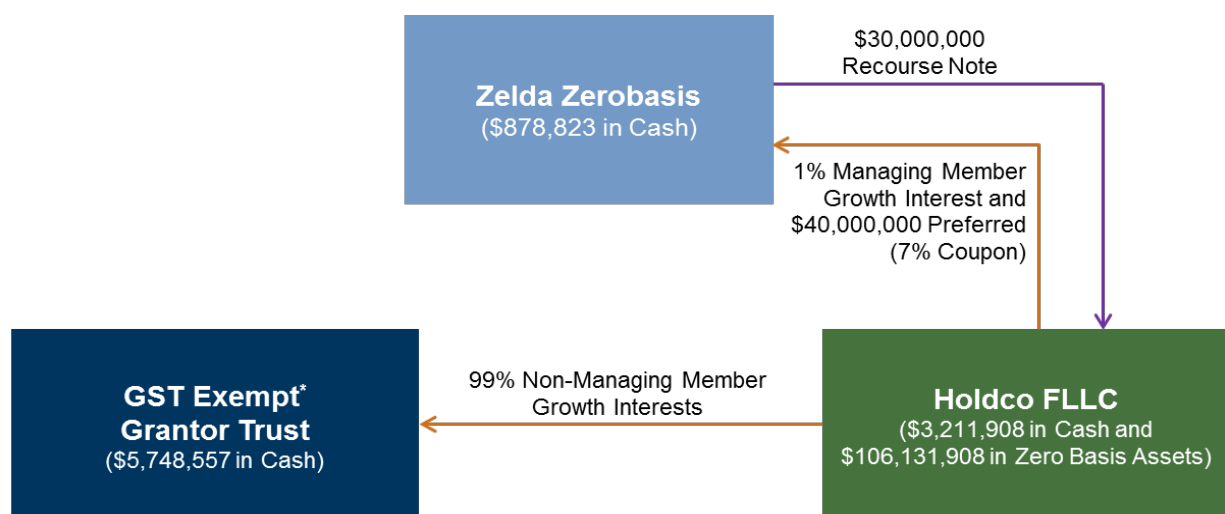 $30,000,000
Recourse Note
Zelda Zerobasis
($878,823 in Cash)
1% Managing Member
Growth Interest and
$40,000,000 Preferred
(7% Coupon)
GST Exempt*
Grantor Trust
($5,748,557 in Cash)
99% Non-Managing Member
Growth Interests
Holdco FLLC
($3,211,908 in Cash and
$106,131,908 in Zero Basis Assets)